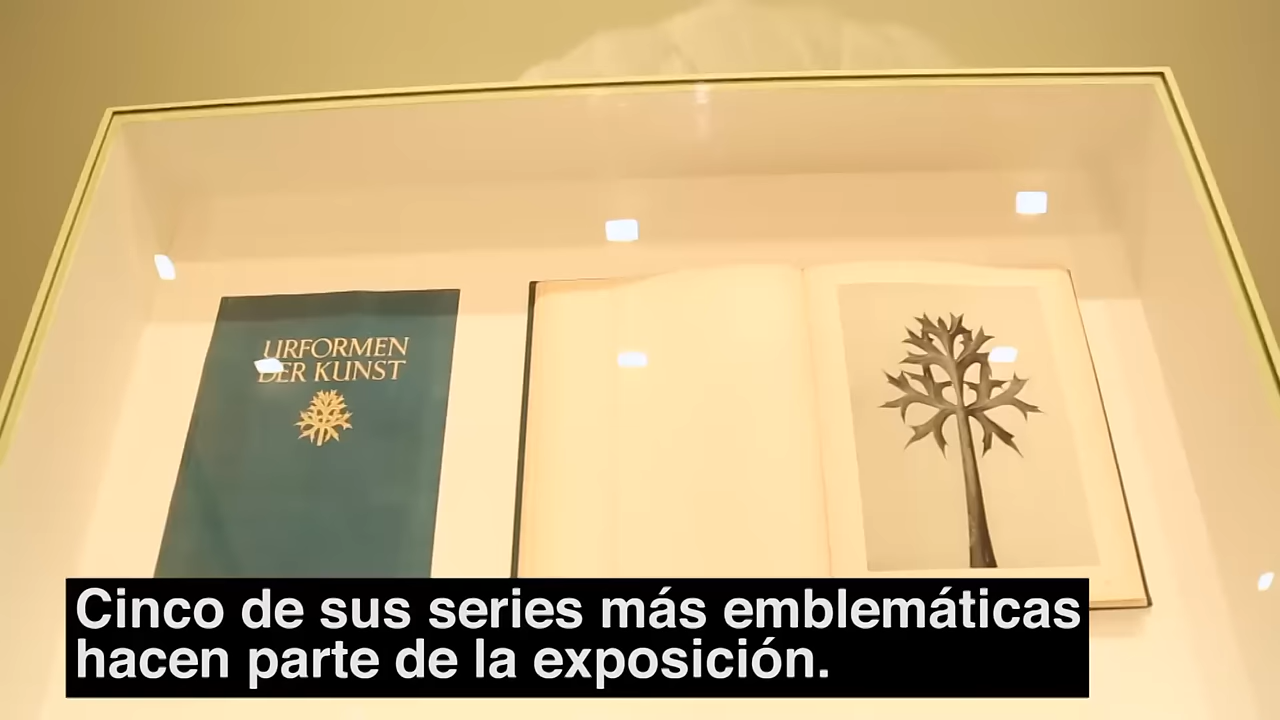 URFORMEN
DER KUNST
Cinco de sus series más emblemáticas
hacen parte de la exposición.